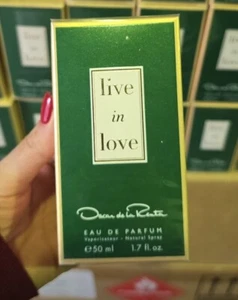 live
in
love
Oscar de la Renta
EAU DE PARFUM
Vaporisateur - Natural Spray
℮50 ml 1.7 fl. oz.